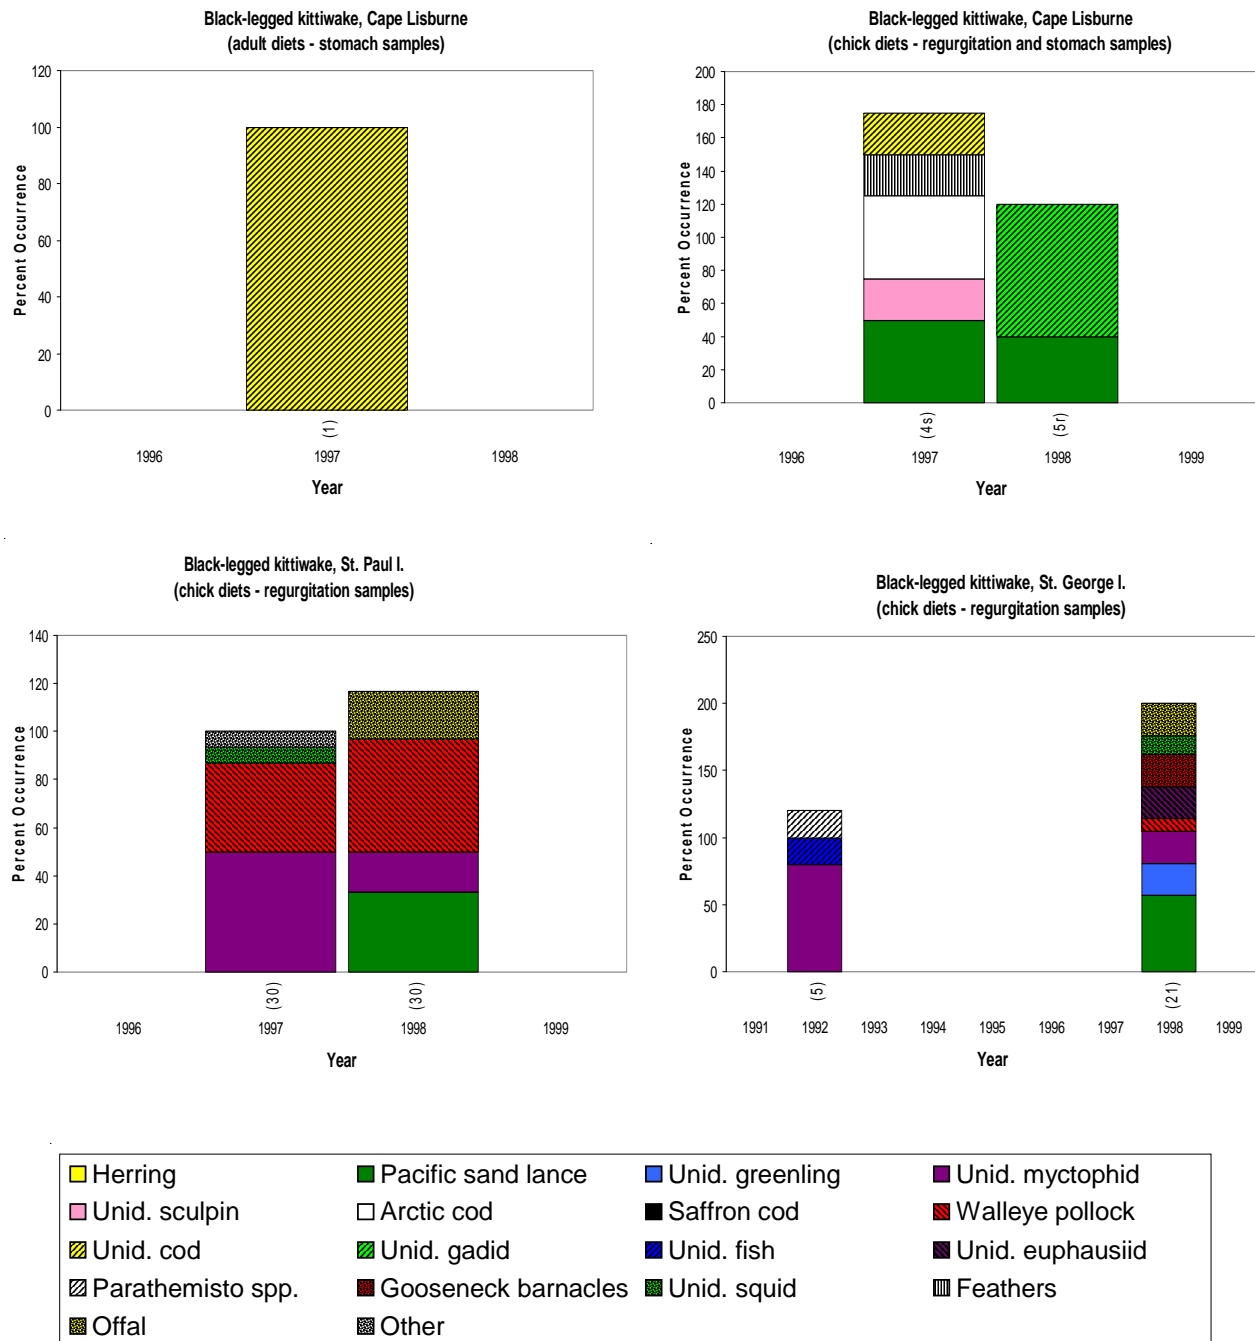 Black-legged kittiwake, Cape Lisburne
(adult diets - stomach samples)
120
100
80
60
40
20
0
Percent Occurrence
(1)
1996 1997 1998
Year
Black-legged kittiwake, Cape Lisburne
(chick diets - regurgitation and stomach samples)
200
180
160
140
120
100
80
60
40
20
0
Percent Occurrence
(4s) (5r)
1996 1997 1998 1999
Year
Black-legged kittiwake, St. Paul I.
(chick diets - regurgitation samples)
140
120
100
80
60
40
20
0
Percent Occurrence
(30) (30)
1996 1997 1998 1999
Year
Black-legged kittiwake, St. George I.
(chick diets - regurgitation samples)
250
200
150
100
50
0
Percent Occurrence
(5) (21)
1991 1992 1993 1994 1995 1996 1997 1998 1999
Year
Herring Pacific sand lance Unid. greenling Unid. myctophid
Unid. sculpin Arctic cod Saffron cod Walleye pollock
Unid. cod Unid. gadid Unid. fish Unid. euphausiid
Parathemisto spp. Gooseneck barnacles Unid. squid Feathers
Offal Other